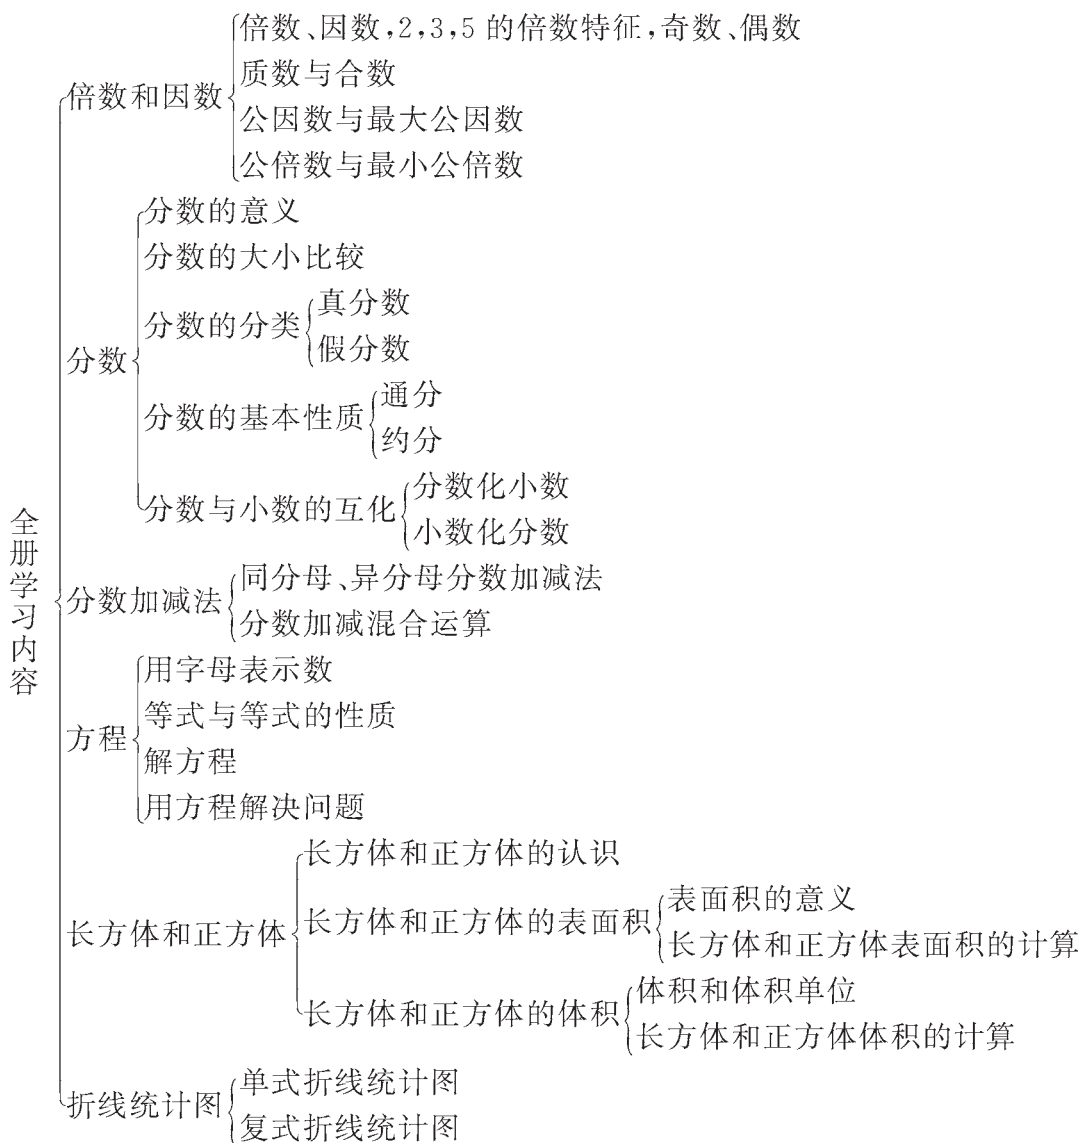 全册学习内容
倍数和因数
倍数、因数,2,3,5 的倍数特征,奇数、偶数
质数与合数
公因数与最大公因数
公倍数与最小公倍数
分数
分数的意义
分数的大小比较
分数的分类
真分数
假分数
分数的基本性质
通分
约分
分数与小数的互化
分数化小数
小数化分数
分数加减法
同分母、异分母分数加减法
分数加减混合运算
方程
用字母表示数
等式与等式的性质
解方程
用方程解决问题
长方体和正方体
长方体和正方体的认识
长方体和正方体的表面积
表面积的意义
长方体和正方体表面积的计算
长方体和正方体的体积
体积和体积单位
长方体和正方体体积的计算
折线统计图
单式折线统计图
复式折线统计图